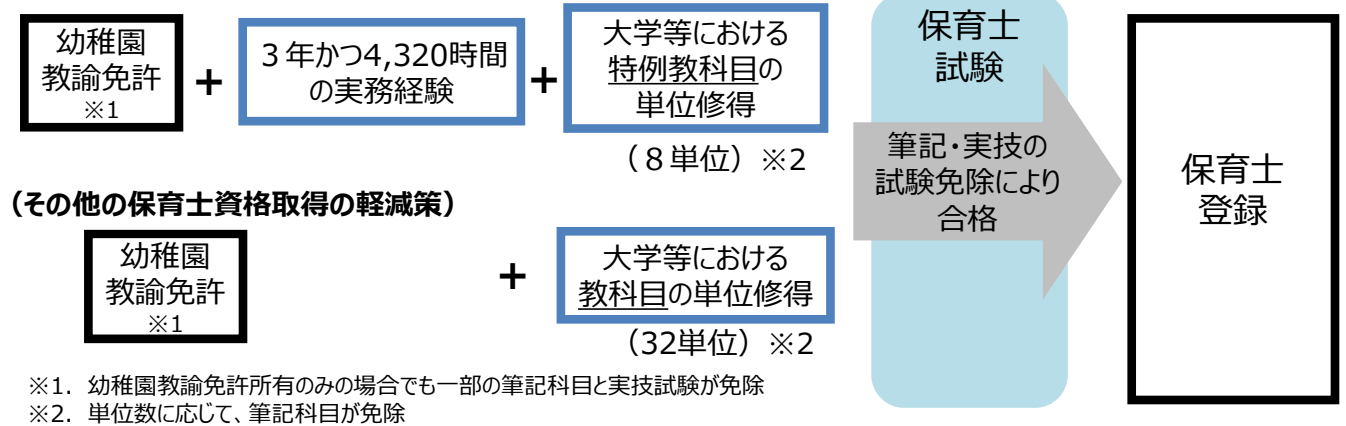 幼稚園
教諭免許
※1
+
３年かつ4,320時間
の実務経験
+
大学等における
特例教科目の
単位修得
（８単位）※2
保育士
試験
筆記・実技の
試験免除により
合格
保育士
登録
（その他の保育士資格取得の軽減策）
幼稚園
教諭免許
※1
+
大学等における
教科目の単位修得
（32単位）※2
※1. 幼稚園教諭免許所有のみの場合でも一部の筆記科目と実技試験が免除
※2. 単位数に応じて、筆記科目が免除